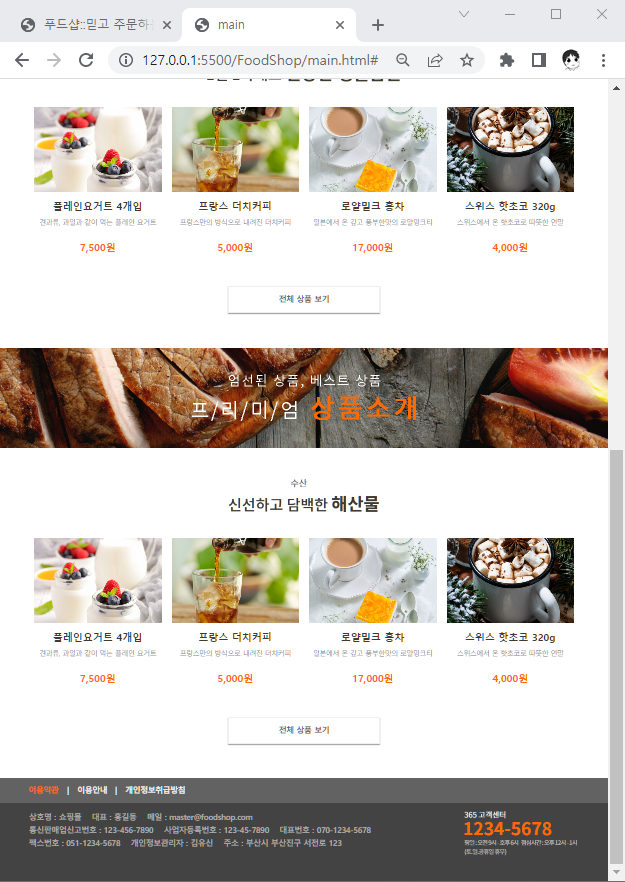 푸드샵::믿고 주문하는
main
127.0.0.1:5500/FoodShop/main.html#
플레인요거트 4개입
프랑스 더치커피
로얄밀크 홍차
스위스 핫초코 320g
견과류, 과일과 같이 먹는 플레인 요거트
프랑스만의 방식으로 내려진 더치커피
일본에서 온 깊고 풍부한맛의 로얄밀크티
스위스에서 온 핫초코로 따뜻한 연말
7,500원
5,000원
17,000원
4,000원
전체 상품 보기
엄선된 상품, 베스트 상품
프/리/미/엄 상품소개
수산
신선하고 담백한 해산물
플레인요거트 4개입
프랑스 더치커피
로얄밀크 홍차
스위스 핫초코 320g
견과류, 과일과 같이 먹는 플레인 요거트
프랑스만의 방식으로 내려진 더치커피
일본에서 온 깊고 풍부한맛의 로얄밀크티
스위스에서 온 핫초코로 따뜻한 연말
7,500원
5,000원
17,000원
4,000원
전체 상품 보기
이용약관 | 이용안내 | 개인정보취급방침
상호명 : 쇼핑몰 대표 : 홍길동 메일 : master@foodshop.com
통신한매업신고번호 : 123-456-7890 사업자등록번호 : 123-45-7890 대표번호 : 070-1234-5678
팩스번호 : 051-1234-5678 개인정보관리자 : 김유신 주소 : 부산시 부산진구 서전로 123
365 고객센터
1234-5678
평일 : 오전 9시 - 오후 6시 점심시간 : 오후 12시 - 1시
(토,일,공휴일 휴무)